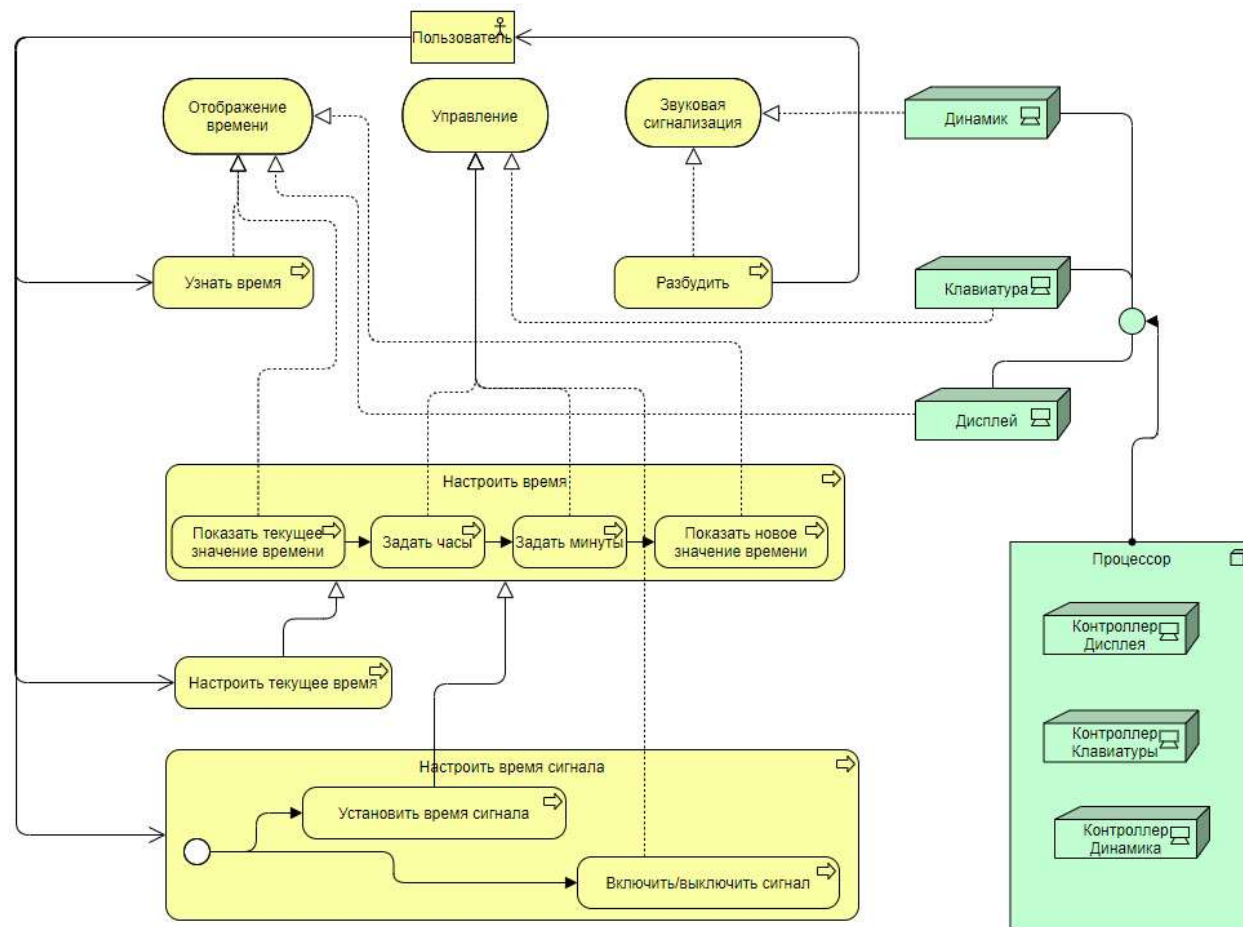 Пользователь
Отображение
времени
Управление
Звуковая
сигнализация
Динамик
Узнать время
Разбудить
Клавиатура
Дисплей
Настроить время
Показать текущее
значение времени
Задать часы
Задать минуты
Показать новое
значение времени
Процессор
Контроллер
Дисплея
Настроить текущее время
Контроллер
Клавиатуры
Настроить время сигнала
Установить время сигнала
Контроллер
Динамика
Включить/выключить сигнал